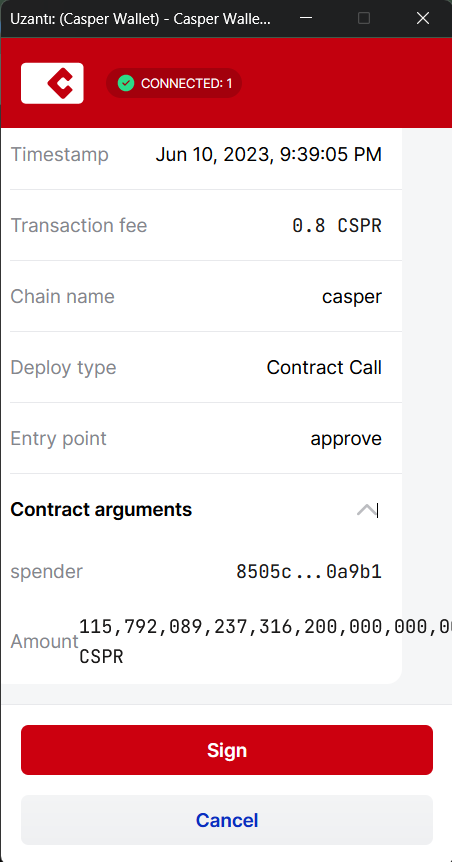 Uzantı: (Casper Wallet) - Casper Walle...
CONNECTED: 1
Timestamp Jun 10, 2023, 9:39:05 PM
Transaction fee 0.8 CSPR
Chain name casper
Deploy type Contract Call
Entry point approve
Contract arguments
spender 8505c...0a9b1
Amount 115,792,089,237,316,200,000,000,00
CSPR
Sign
Cancel